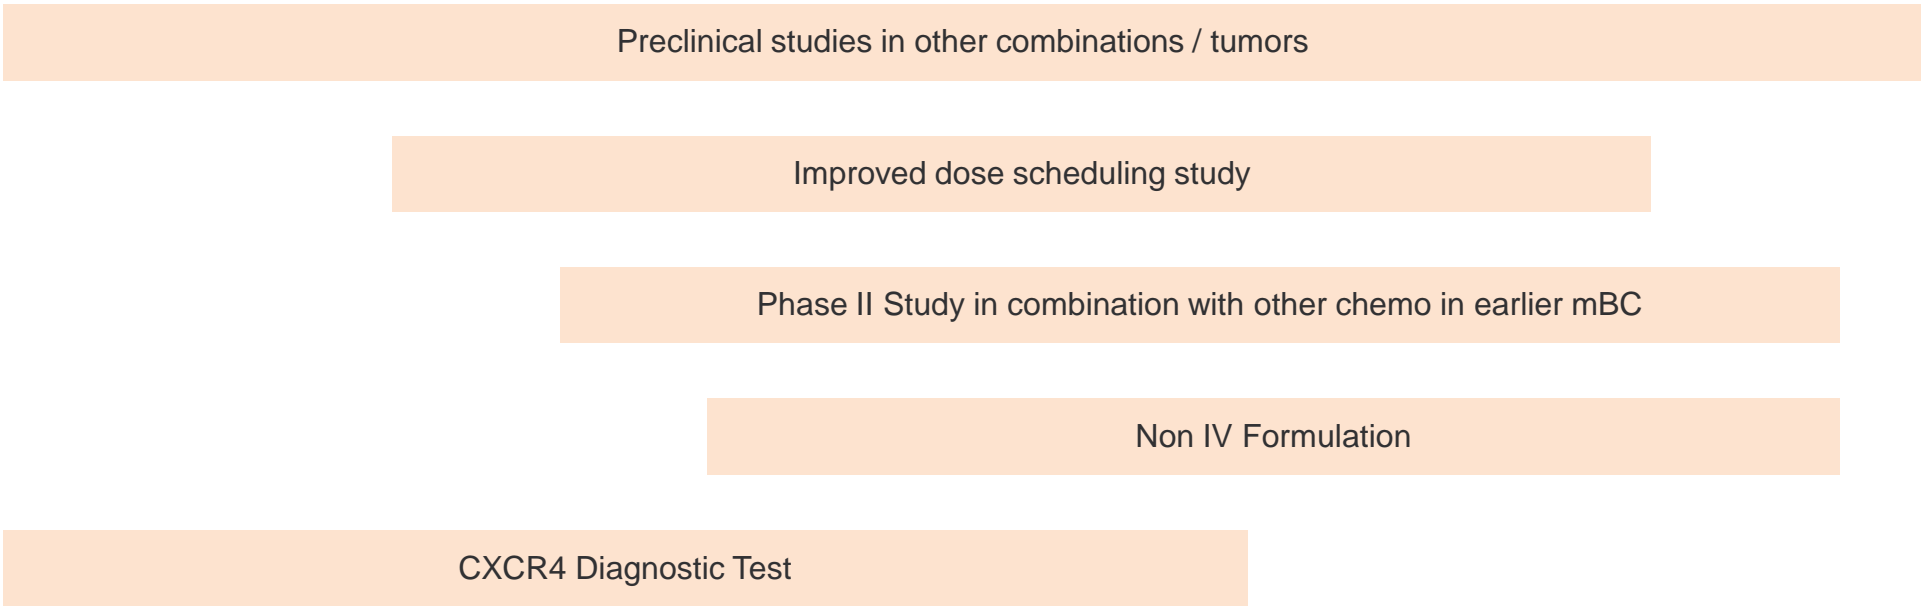 Preclinical studies in other combinations / tumors
Improved dose scheduling study
Phase II Study in combination with other chemo in earlier mBC
Non IV Formulation
CXCR4 Diagnostic Test